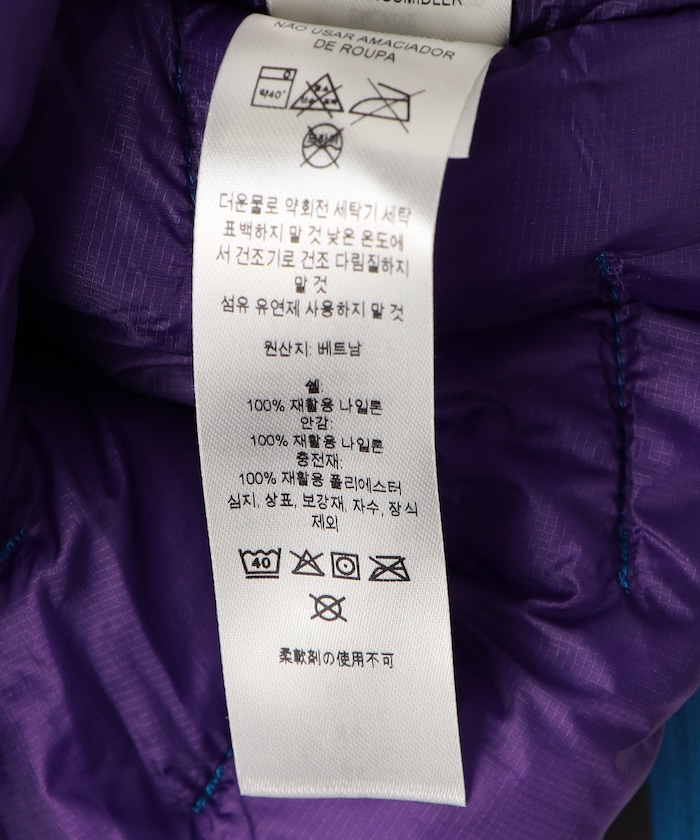 NÃO USAR AMACIADOR
DE ROUPA
약40°
더운물로 약회전 세탁기 세탁
표백하지 말 것 낮은 온도에
서 건조기로 건조 다림질하지
말 것
섬유 유연제 사용하지 말 것
원산지: 베트남
쉘:
100% 재활용 나일론
안감:
100% 재활용 나일론
충전재:
100% 재활용 폴리에스터
심지, 상표, 보강재, 자수, 장식
제외
40
柔軟剤の使用不可